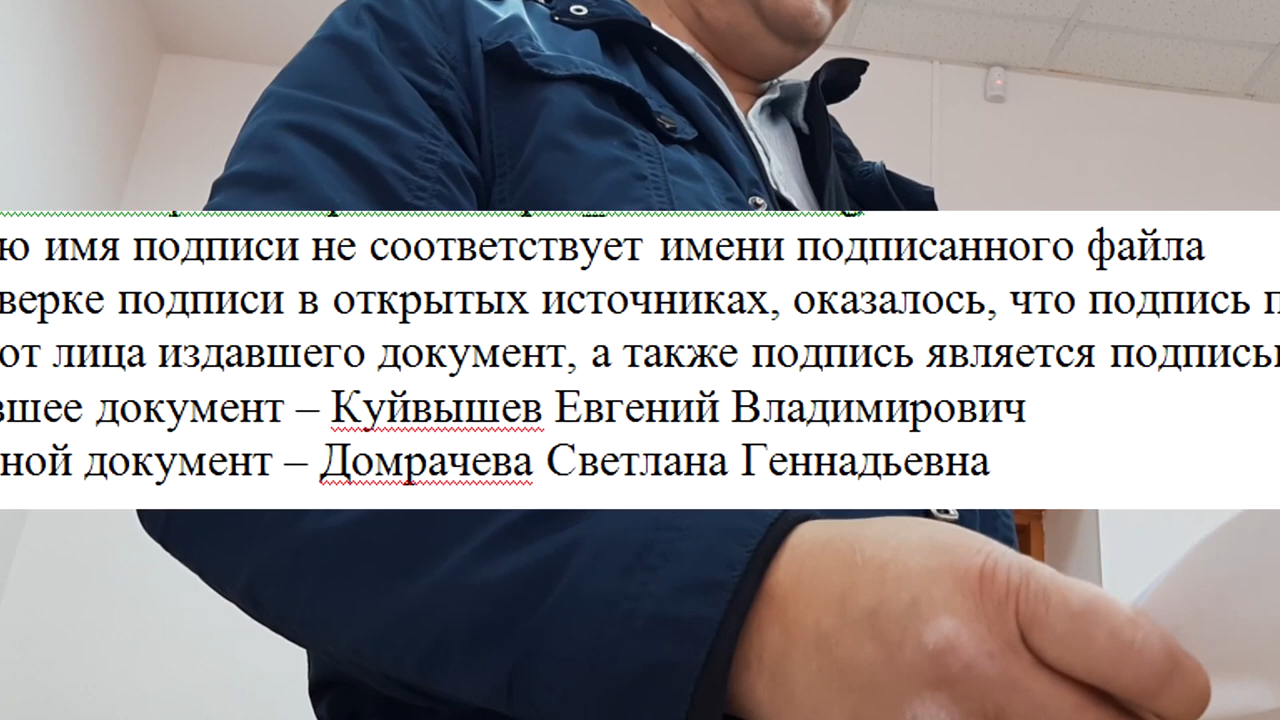 ю имя подписи не соответствует имени подписанного файла
верке подписи в открытых источниках, оказалось, что подпись п
от лица издавшего документ, а также подпись является подпись
вшее документ – Куйвышев Евгений Владимирович
ной документ – Домрачева Светлана Геннадьевна